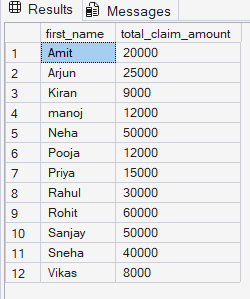 Results Messages
first_name total_claim_amount
1 Amit 20000
2 Arjun 25000
3 Kiran 9000
4 manoj 12000
5 Neha 50000
6 Pooja 12000
7 Priya 15000
8 Rahul 30000
9 Rohit 60000
10 Sanjay 50000
11 Sneha 40000
12 Vikas 8000